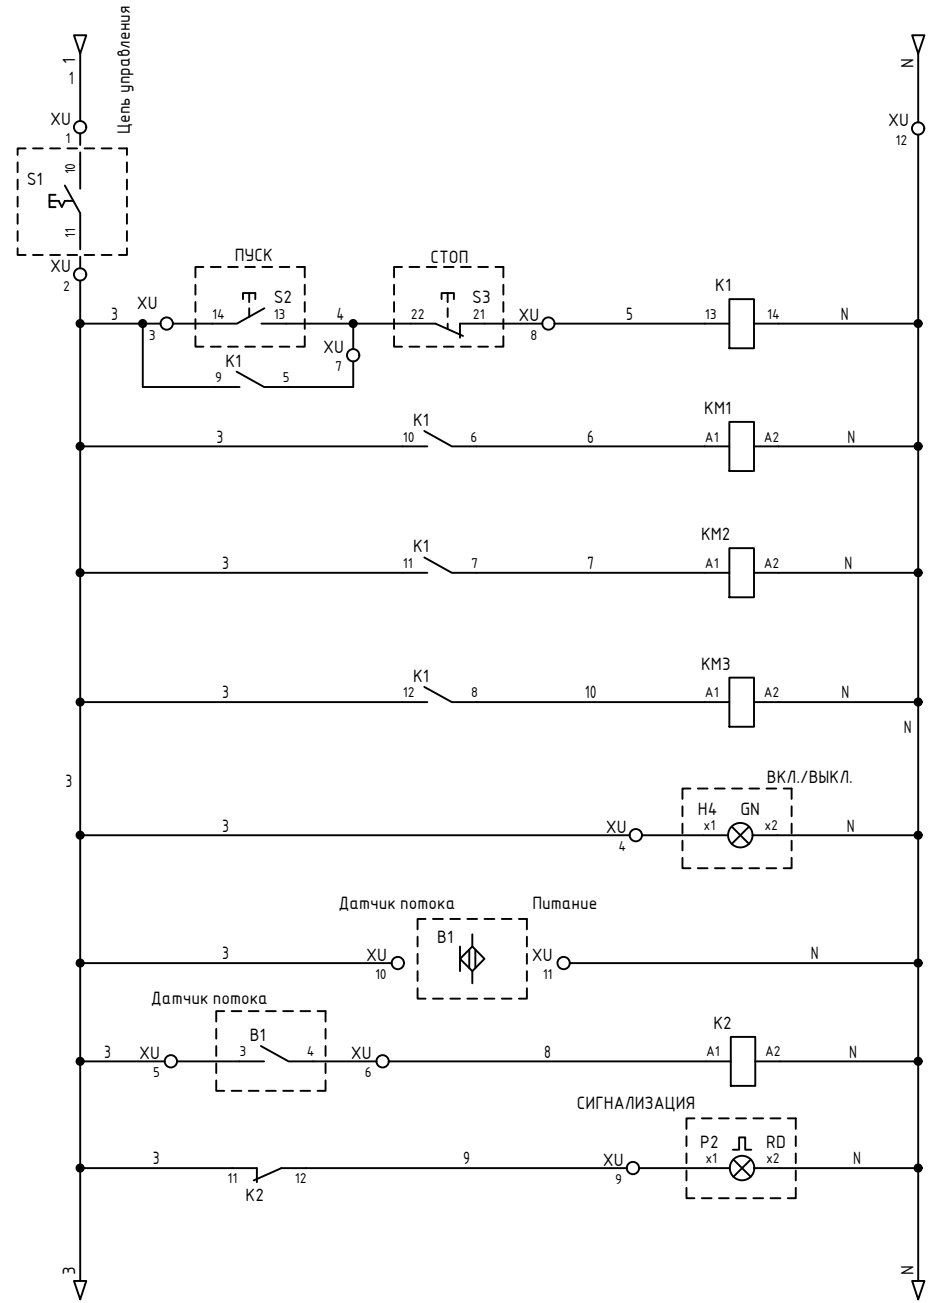 Цепь управления
1
1
N
XU
1
XU
12
10
S1
11
XU
2
ПУСК
СТОП
3
XU
3
14
S2
13
4
22
S3
21
XU
8
5
K1
13
14
N
XU
7
K1
9
5
3
K1
10
6
6
KM1
A1
A2
N
3
K1
11
7
7
KM2
A1
A2
N
3
K1
12
8
10
KM3
A1
A2
N
N
3
ВКЛ./ВЫКЛ.
3
XU
4
H4
GN
x1
x2
N
Датчик потока
Питание
3
XU
10
B1
XU
11
N
Датчик потока
3
XU
5
B1
3
4
XU
6
8
K2
A1
A2
N
СИГНАЛИЗАЦИЯ
3
11
K2
12
9
XU
9
P2
RD
x1
x2
N
3
N